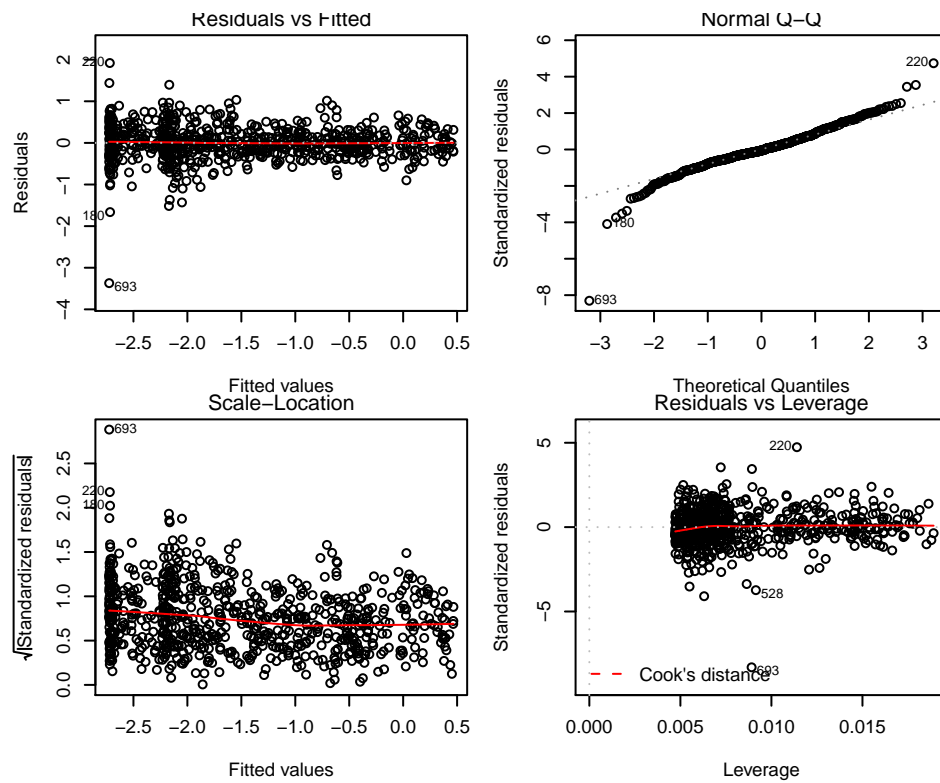 Residuals vs Fitted
Residuals
2
1
0
−1
−2
−3
−4
220
180
693
−2.5 −2.0 −1.5 −1.0 −0.5 0.0 0.5
Fitted values
Normal Q−Q
Standardized residuals
6
4
2
0
−4
−8
220
180
693
−3 −2 −1 0 1 2 3
Theoretical Quantiles
Scale−Location
√|Standardized residuals|
2.5
2.0
1.5
1.0
0.5
0.0
693
220
180
−2.5 −2.0 −1.5 −1.0 −0.5 0.0 0.5
Fitted values
Residuals vs Leverage
Standardized residuals
5
0
−5
220
528
693
Cook's distance
0.000 0.005 0.010 0.015
Leverage